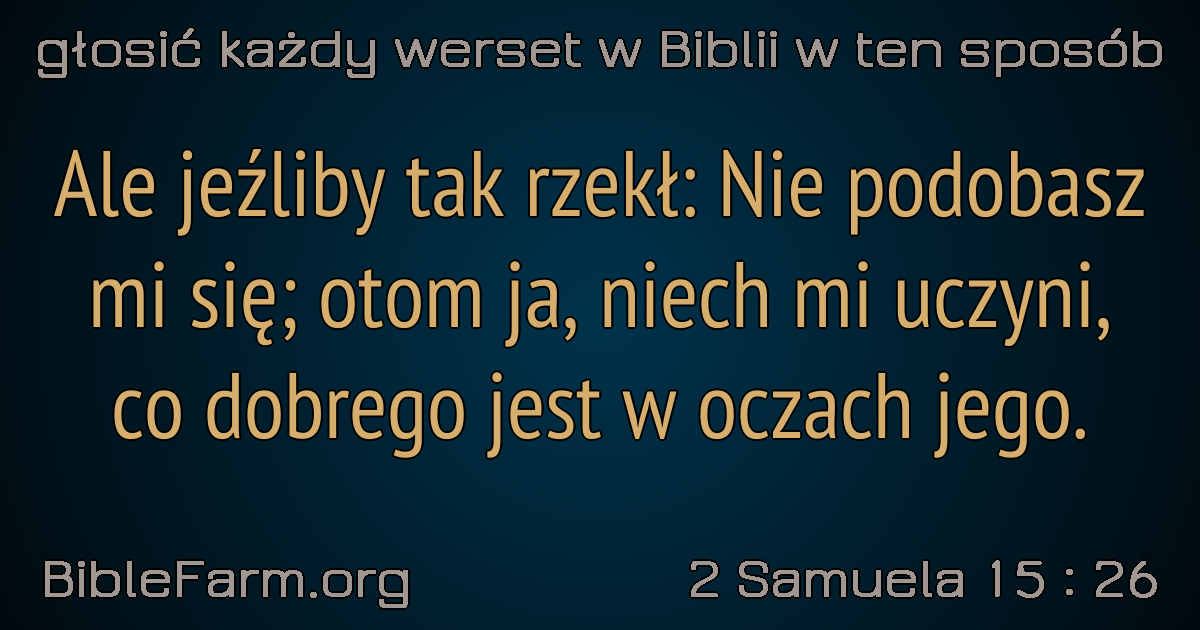 głosić każdy werset w Biblii w ten sposób
Ale jeźliby tak rzekł: Nie podobasz
mi się; otom ja, niech mi uczyni,
co dobrego jest w oczach jego.
BibleFarm.org
2 Samuela 15 : 26